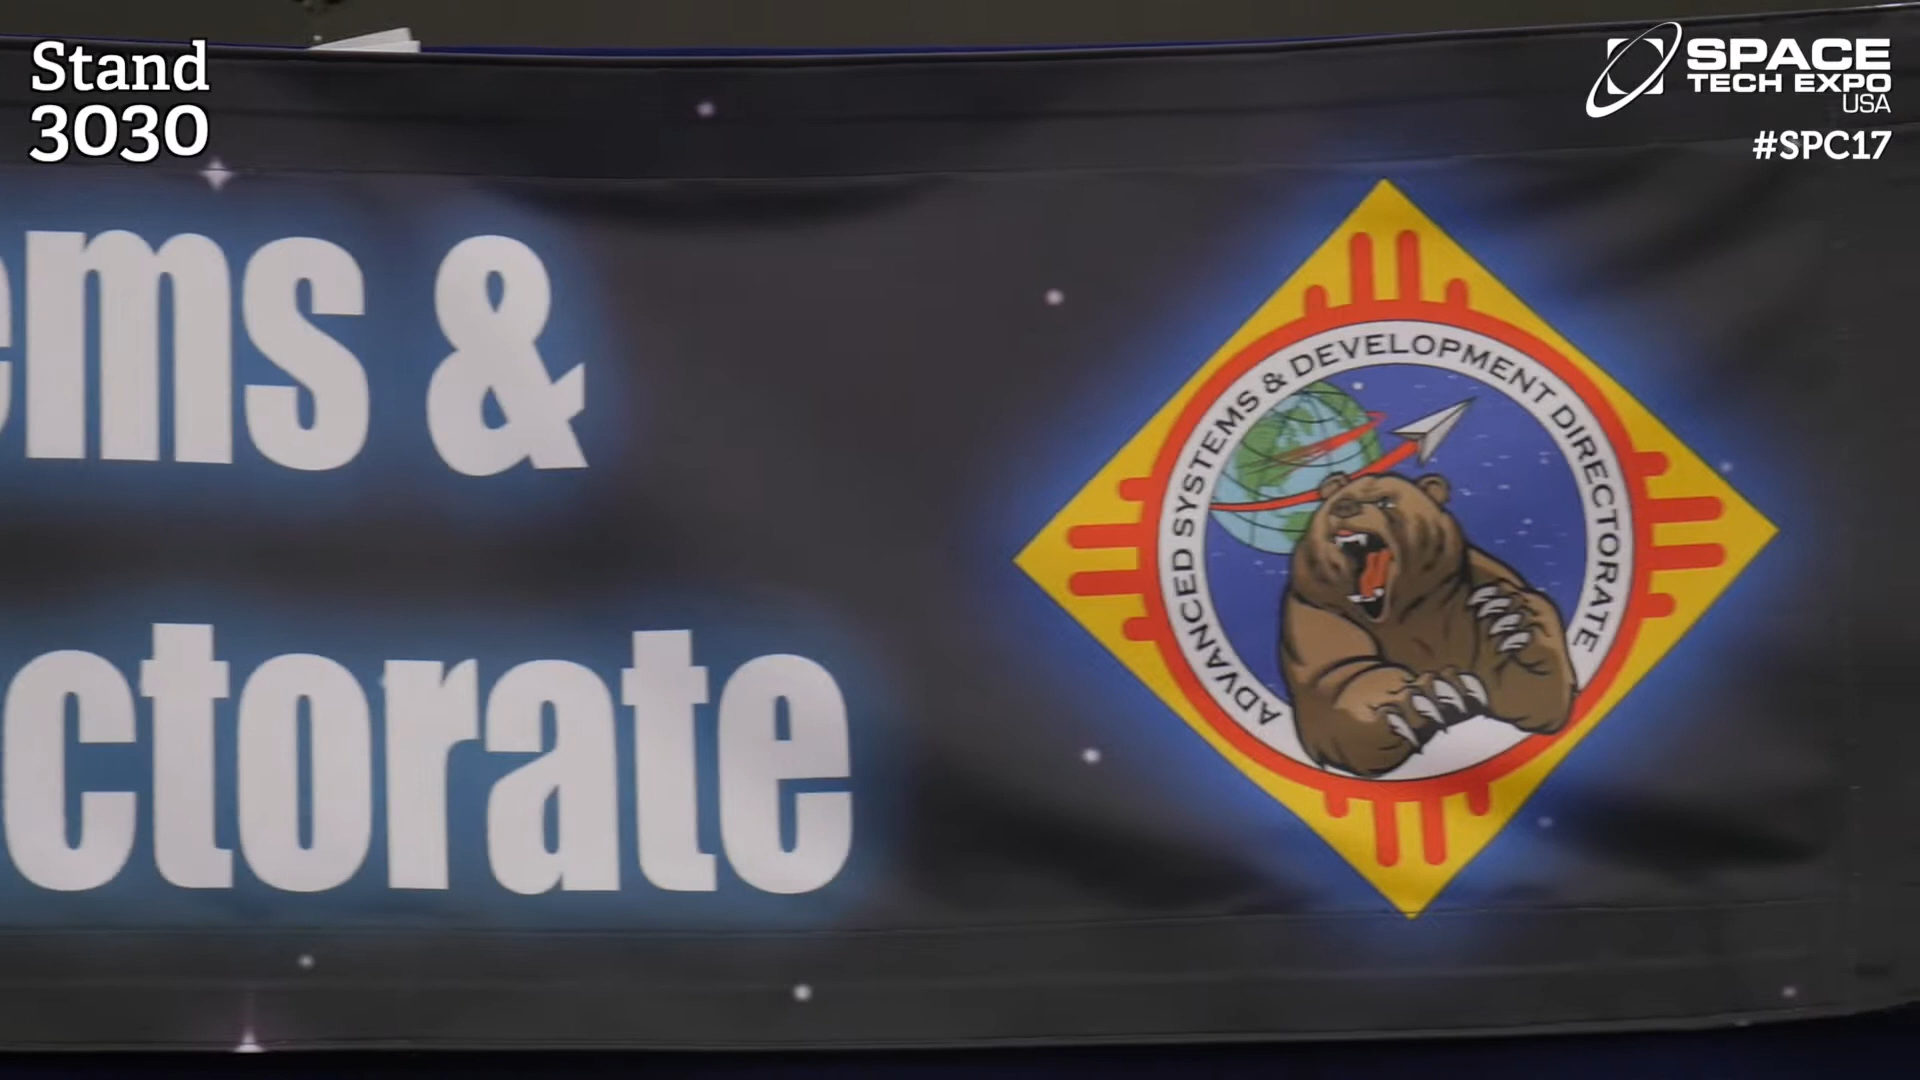 Stand
3030
SPACE
TECH EXPO
USA
#SPC17
ems &
ctorate
ADVANCED SYSTEMS & DEVELOPMENT DIRECTORATE